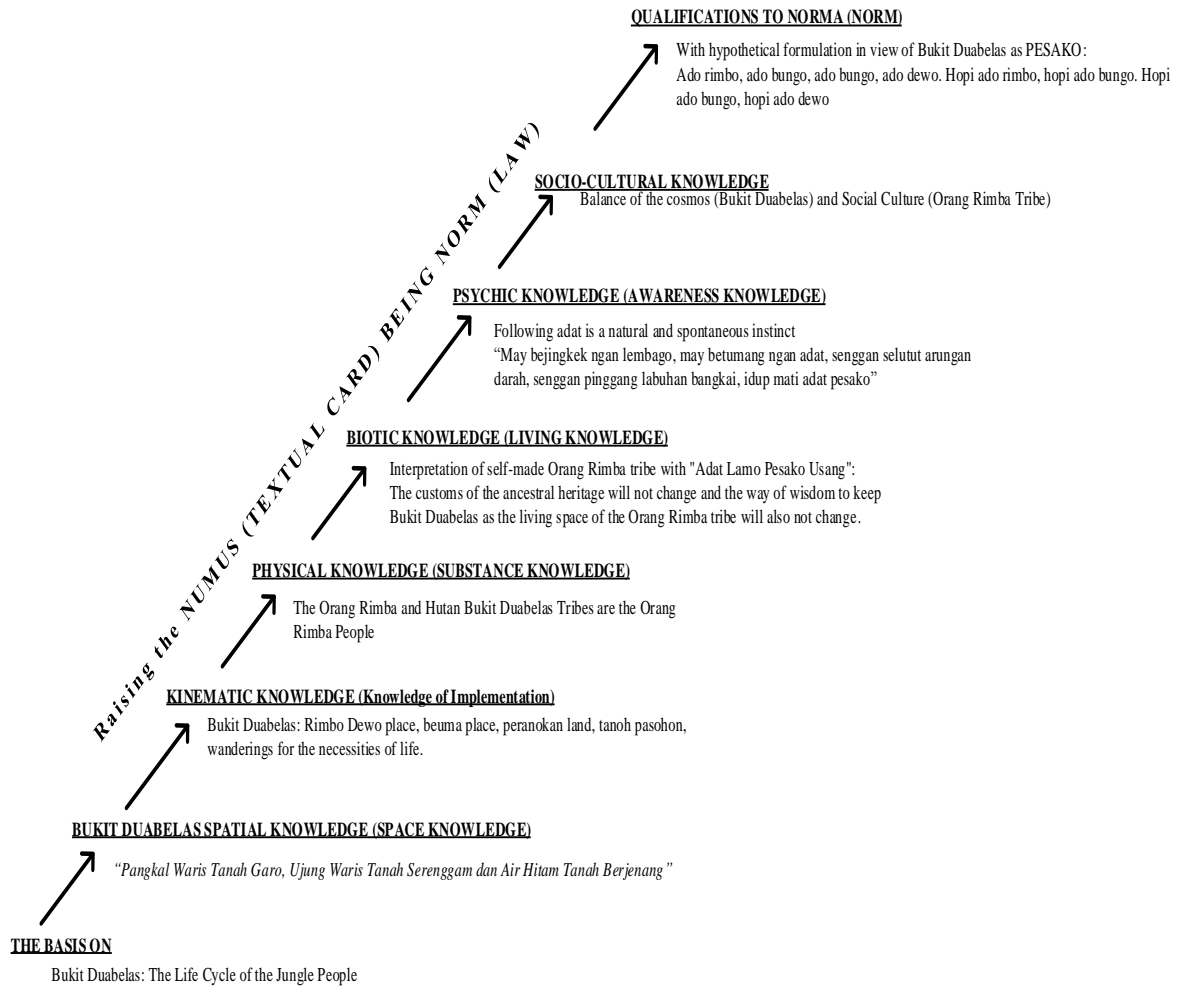 QUALIFICATIONS TO NORMA (NORM)
With hypothetical formulation in view of Bukit Duabelas as PESAKO:
Ado rimbo, ado bungo, ado bungo, ado dewo. Hopi ado rimbo, hopi ado bungo. Hopi
ado bungo, hopi ado dewo
SOCIO-CULTURAL KNOWLEDGE
Balance of the cosmos (Bukit Duabelas) and Social Culture (Orang Rimba Tribe)
PSYCHIC KNOWLEDGE (AWARENESS KNOWLEDGE)
Following adat is a natural and spontaneous instinct
“May bejingkek ngan lembago, may betumang ngan adat, senggan selutut arungan
darah, senggan pinggang labuhan bangkai, idup mati adat pesako”
BIOTIC KNOWLEDGE (LIVING KNOWLEDGE)
Interpretation of self-made Orang Rimba tribe with "Adat Lamo Pesako Usang":
The customs of the ancestral heritage will not change and the way of wisdom to keep
Bukit Duabelas as the living space of the Orang Rimba tribe will also not change.
PHYSICAL KNOWLEDGE (SUBSTANCE KNOWLEDGE)
The Orang Rimba and Hutan Bukit Duabelas Tribes are the Orang
Rimba People
KINEMATIC KNOWLEDGE (Knowledge of Implementation)
Bukit Duabelas: Rimbo Dewo place, beuma place, peranokan land, tanoh pasohon,
wanderings for the necessities of life.
BUKIT DUABELAS SPATIAL KNOWLEDGE (SPACE KNOWLEDGE)
“Pangkal Waris Tanah Garo, Ujung Waris Tanah Serenggam dan Air Hitam Tanah Berjenang”
THE BASIS ON
Bukit Duabelas: The Life Cycle of the Jungle People
Raising the NUMUS (TEXTUAL CARD) BEING NORM (LAW)